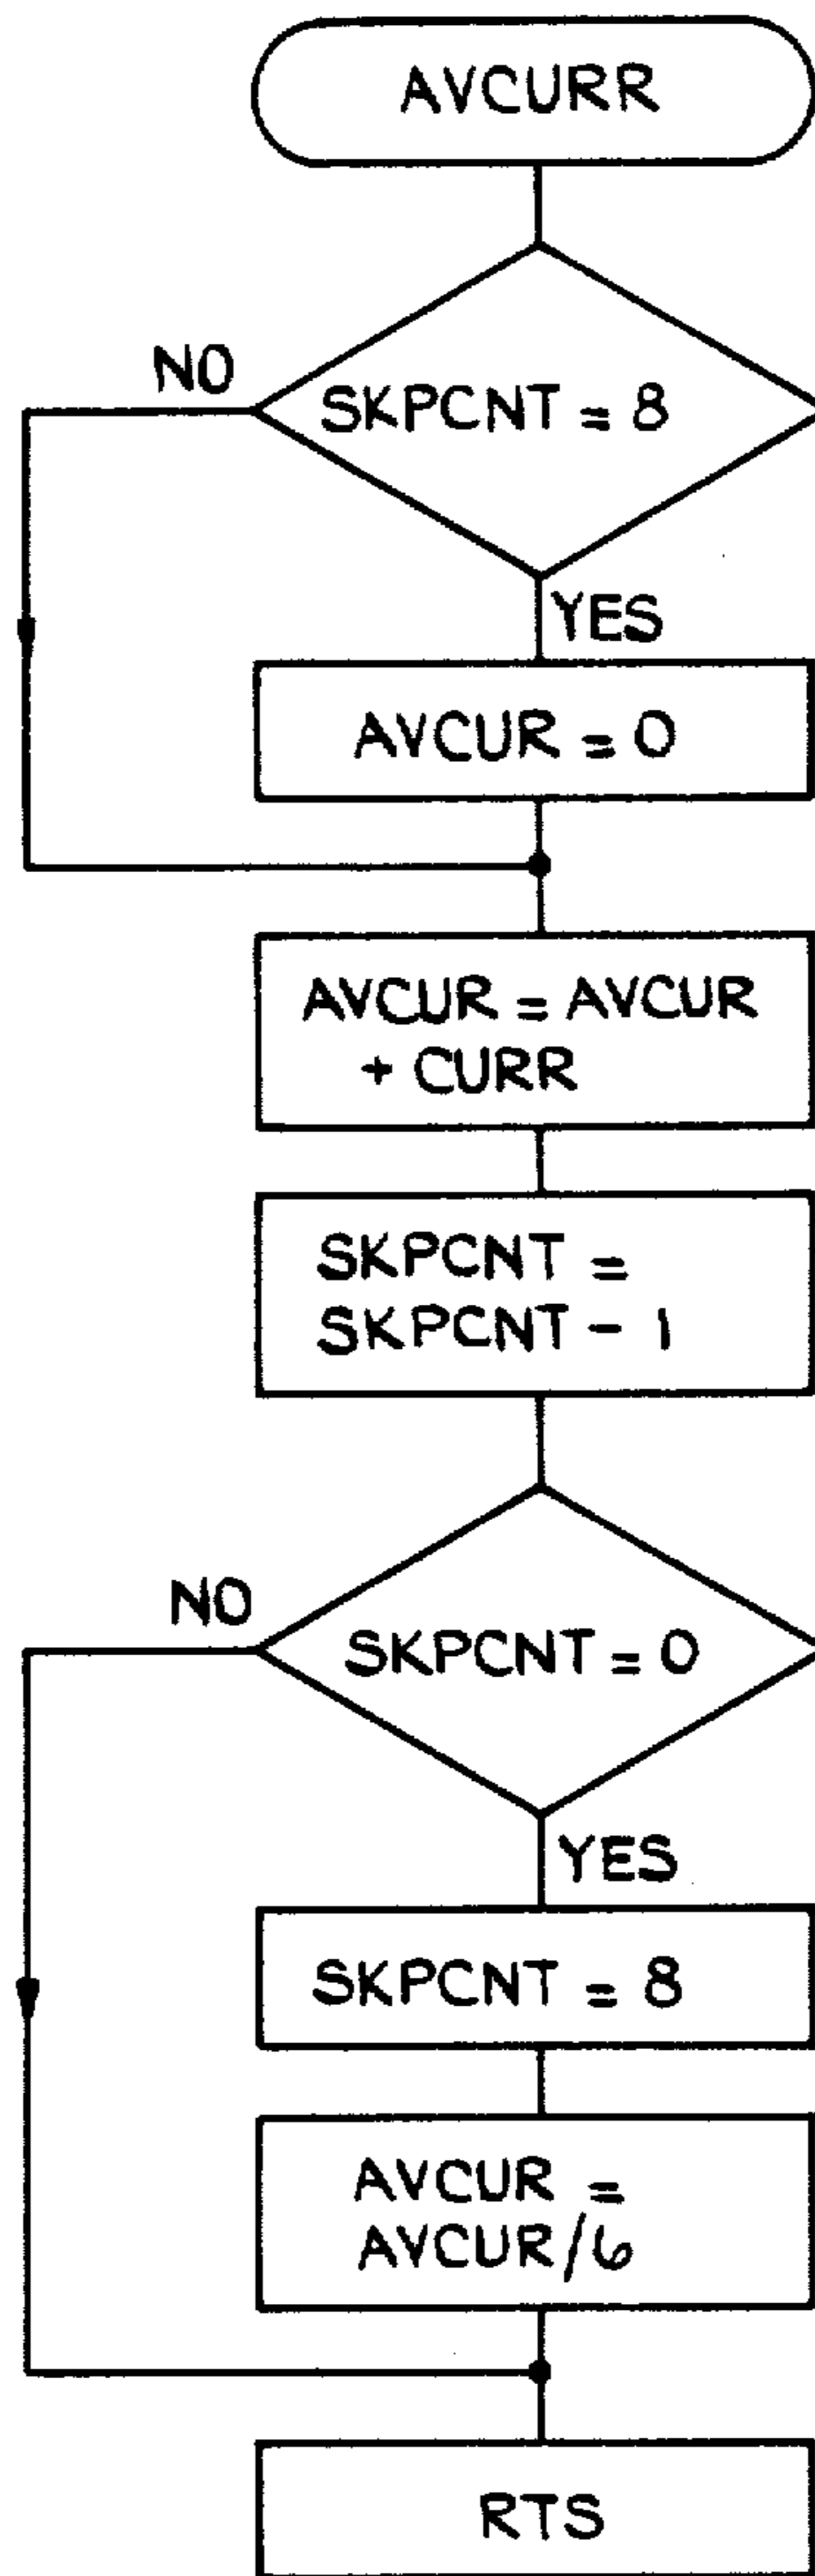 AVCURR
NO
SKPCNT = 8
YES
AVCUR = 0
AVCUR = AVCUR
+ CURR
SKPCNT =
SKPCNT - 1
NO
SKPCNT = 0
YES
SKPCNT = 8
AVCUR =
AVCUR/6
RTS